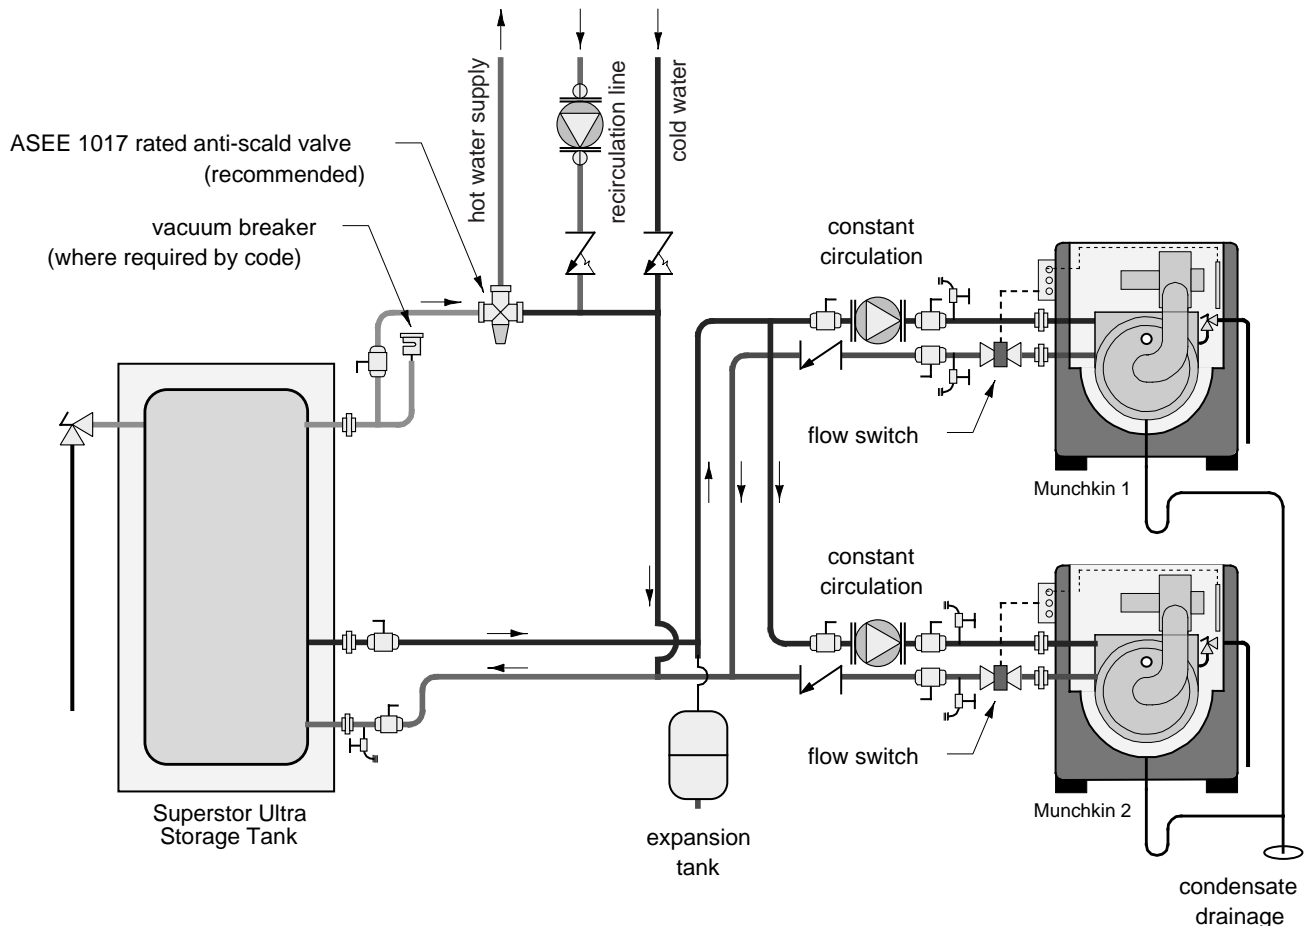 hot water supply
recirculation line
cold water
ASEE 1017 rated anti-scald valve
(recommended)
vacuum breaker
(where required by code)
constant
circulation
flow switch
Munchkin 1
constant
circulation
flow switch
Munchkin 2
Superstor Ultra
Storage Tank
expansion
tank
condensate
drainage